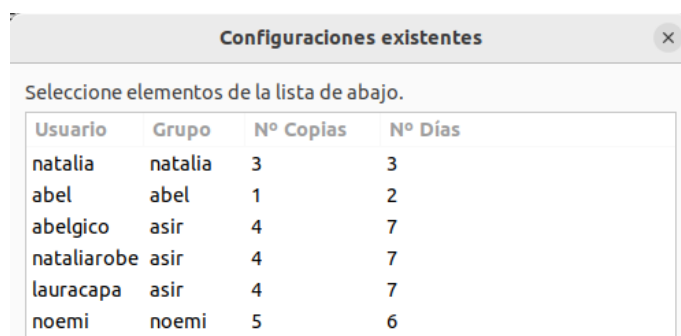 Configuraciones existentes
Seleccione elementos de la lista de abajo.
Usuario Grupo Nº Copias Nº Días
natalia natalia 3 3
abel abel 1 2
abelgico asir 4 7
nataliarobe asir 4 7
lauracapa asir 4 7
noemi noemi 5 6